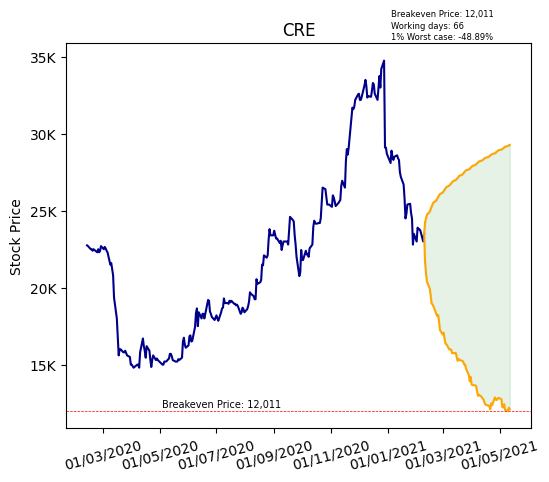 Breakeven Price: 12,011
Working days: 66
1% Worst case: -48.89%
CRE
Stock Price
35K
30K
25K
20K
15K
Breakeven Price: 12,011
01/03/2020
01/05/2020
01/07/2020
01/09/2020
01/11/2020
01/01/2021
01/03/2021
01/05/2021